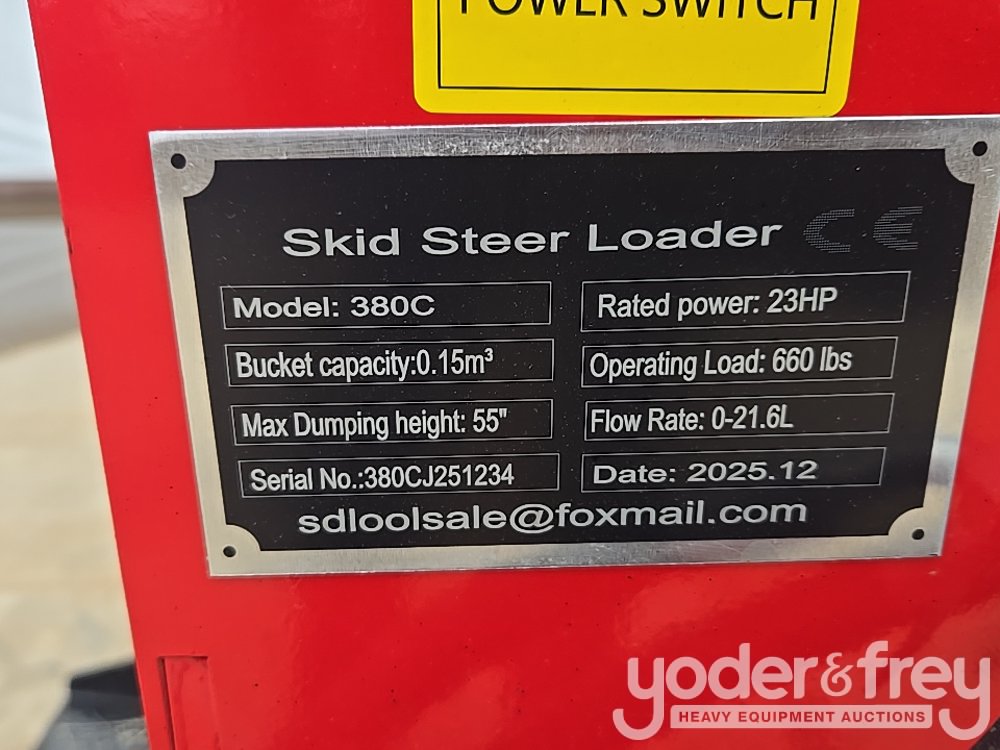 POWER SWITCH
Skid Steer Loader CE
Model: 380C
Rated power: 23HP
Bucket capacity:0.15m³
Operating Load: 660 lbs
Max Dumping height: 55"
Flow Rate: 0-21.6L
Serial No.:380CJ251234
Date: 2025.12
sdloolsale@foxmail.com
yoder&frey
HEAVY EQUIPMENT AUCTIONS